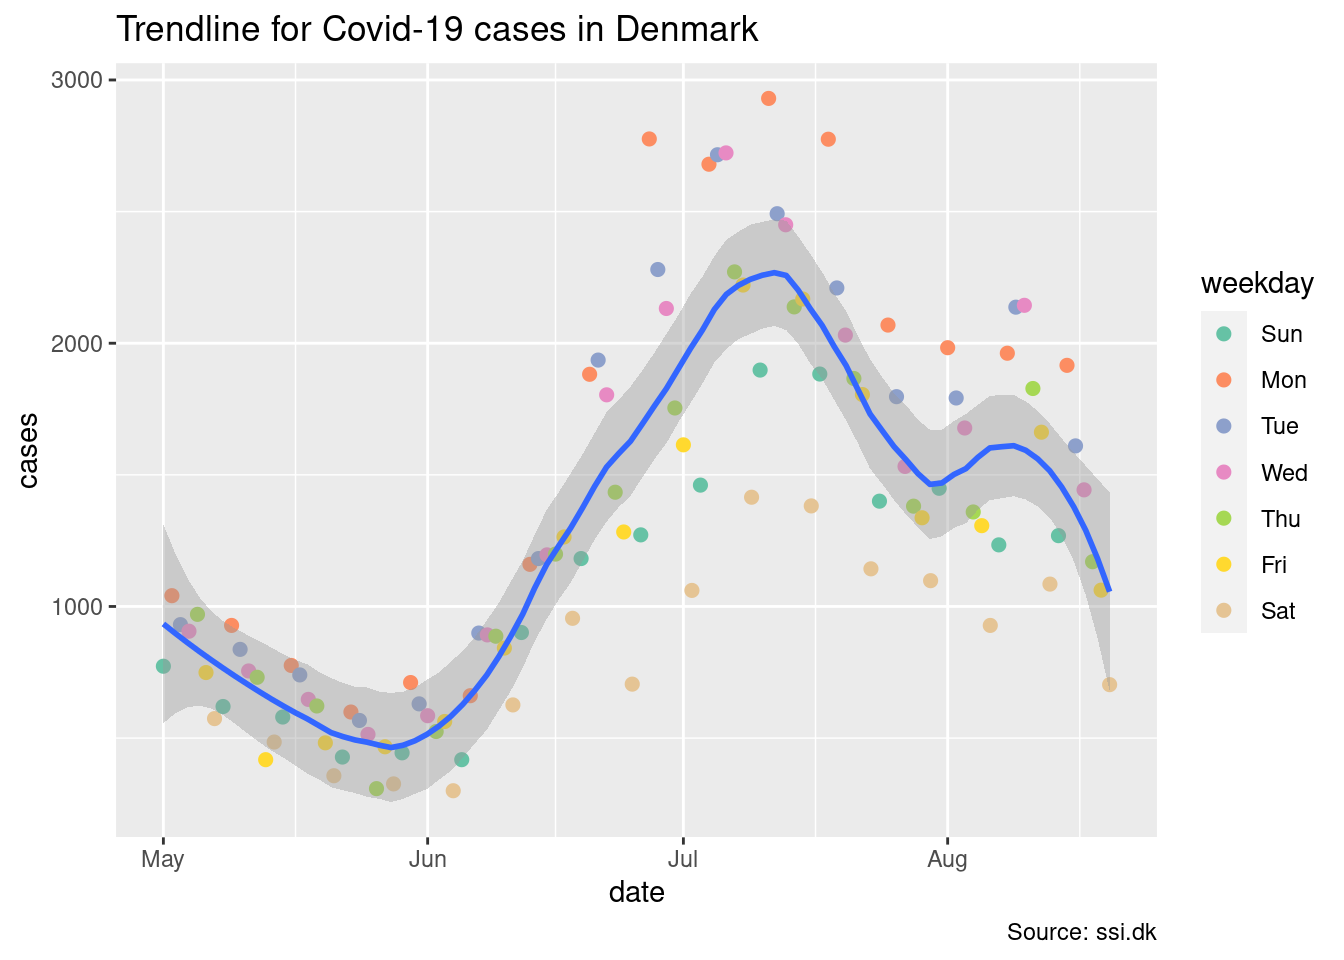 Trendline for Covid-19 cases in Denmark
3000
2000
1000
cases
May
Jun
Jul
Aug
date
weekday
Sun
Mon
Tue
Wed
Thu
Fri
Sat
Source: ssi.dk